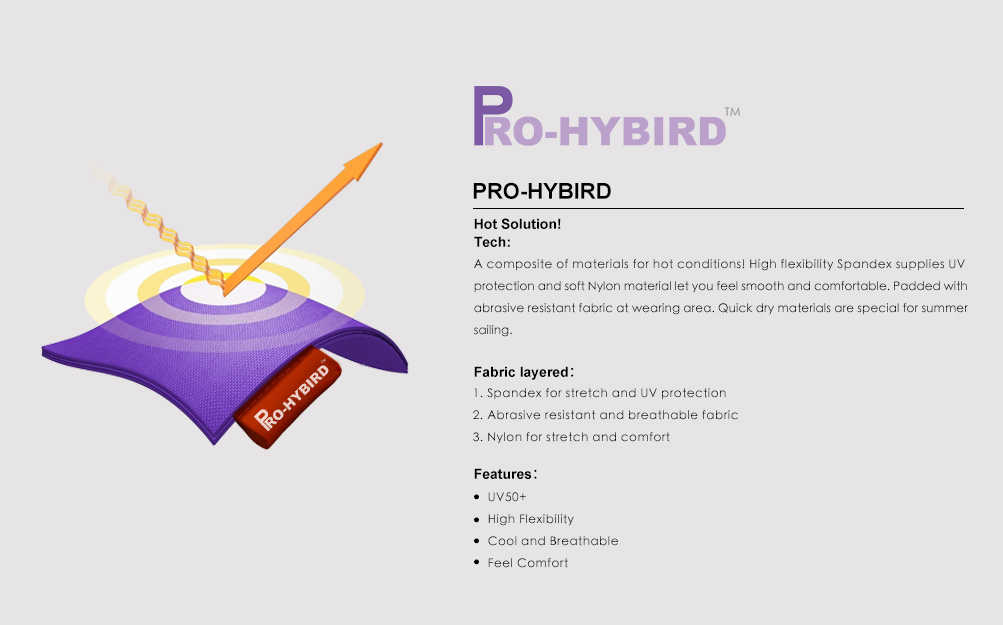 PRO-HYBIRD™
PRO-HYBIRD
Hot Solution!
Tech:
A composite of materials for hot conditions! High flexibility Spandex supplies UV
protection and soft Nylon material let you feel smooth and comfortable. Padded with
abrasive resistant fabric at wearing area. Quick dry materials are special for summer
sailing.
Fabric layered:
1. Spandex for stretch and UV protection
2. Abrasive resistant and breathable fabric
3. Nylon for stretch and comfort
Features:
• UV50+
• High Flexibility
• Cool and Breathable
• Feel Comfort
PRO-HYBIRD™